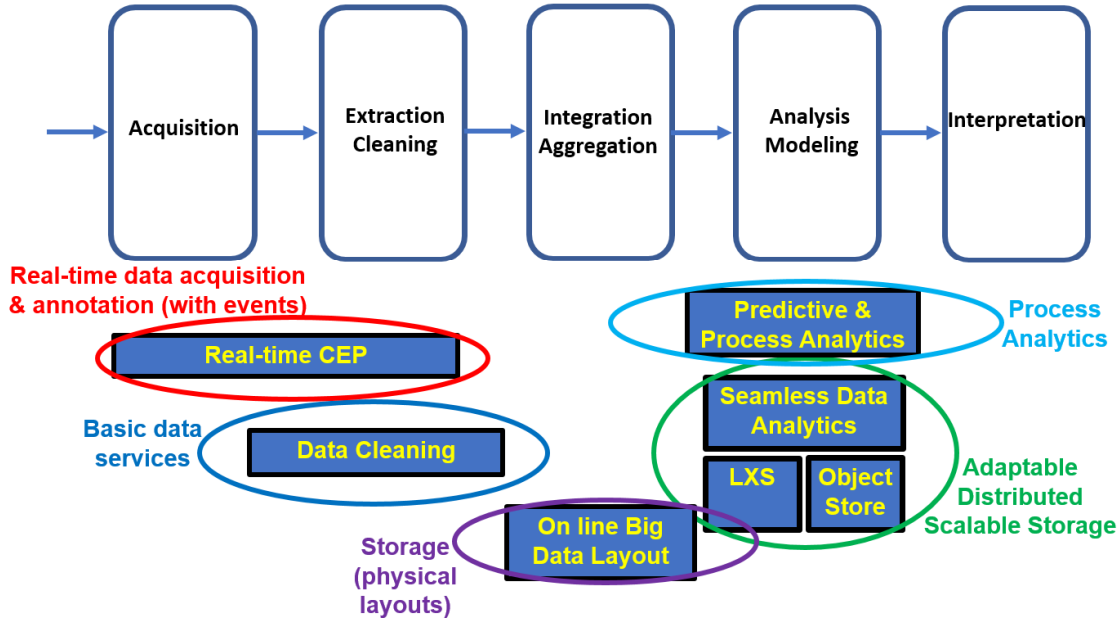 Acquisition
Extraction
Cleaning
Integration
Aggregation
Analysis
Modeling
Interpretation
Real-time data acquisition
& annotation (with events)
Real-time CEP
Predictive &
Process Analytics
Process
Analytics
Basic data
services
Data Cleaning
Seamless Data
Analytics
LXS
Object
Store
Adaptable
Distributed
Scalable Storage
Storage
(physical
layouts)
On line Big
Data Layout